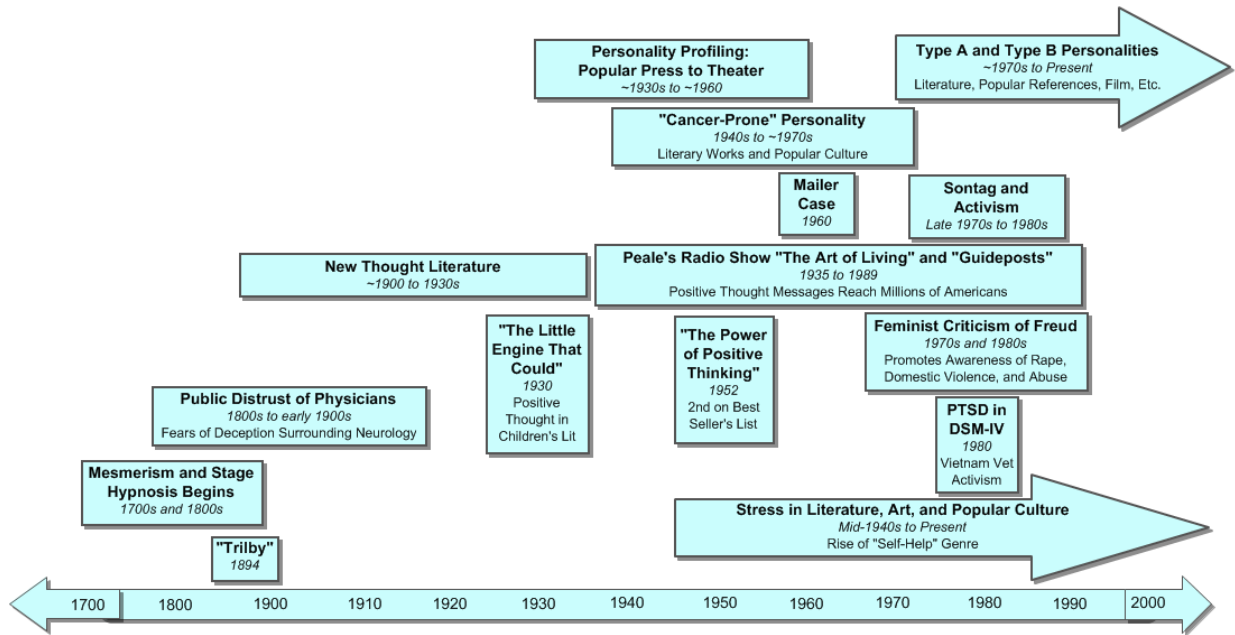 Personality Profiling:
Popular Press to Theater
~1930s to ~1960
Type A and Type B Personalities
~1970s to Present
Literature, Popular References, Film, Etc.
"Cancer-Prone" Personality
1940s to ~1970s
Literary Works and Popular Culture
Mailer
Case
1960
Sontag and
Activism
Late 1970s to 1980s
New Thought Literature
~1900 to 1930s
Peale's Radio Show "The Art of Living" and "Guideposts"
1935 to 1989
Positive Thought Messages Reach Millions of Americans
"The Little
Engine That
Could"
1930
Positive
Thought in
Children's Lit
"The Power
of Positive
Thinking"
1952
2nd on Best
Seller's List
Feminist Criticism of Freud
1970s and 1980s
Promotes Awareness of Rape,
Domestic Violence, and Abuse
Public Distrust of Physicians
1800s to early 1900s
Fears of Deception Surrounding Neurology
PTSD in
DSM-IV
1980
Vietnam Vet
Activism
Mesmerism and Stage
Hypnosis Begins
1700s and 1800s
Stress in Literature, Art, and Popular Culture
Mid-1940s to Present
Rise of "Self-Help" Genre
"Trilby"
1894
1700 1800 1900 1910 1920 1930 1940 1950 1960 1970 1980 1990 2000